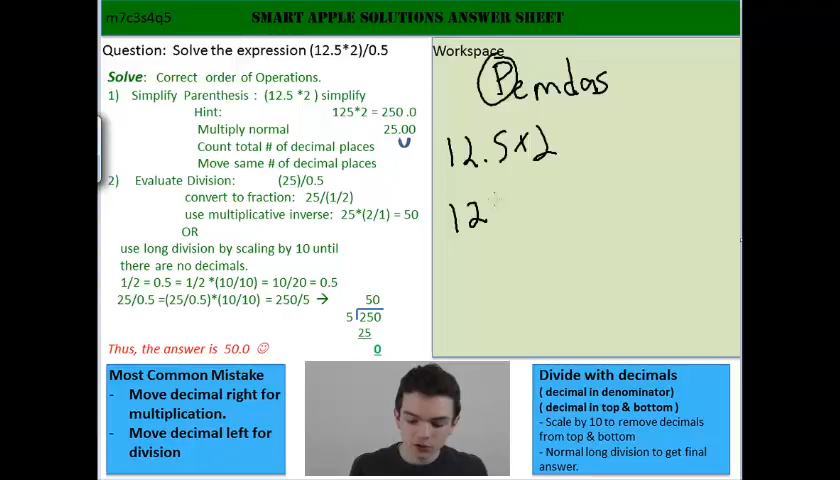 m7c3s4q5
SMART APPLE SOLUTIONS ANSWER SHEET
Question: Solve the expression (12.5*2)/0.5
Solve: Correct order of Operations.
1) Simplify Parenthesis : (12.5 *2 ) simplify
Hint: 125*2 = 250 .0
Multiply normal 25.00
Count total # of decimal places
Move same # of decimal places
2) Evaluate Division: (25)/0.5
convert to fraction: 25/(1/2)
use multiplicative inverse: 25*(2/1) = 50
OR
use long division by scaling by 10 until
there are no decimals.
1/2 = 0.5 = 1/2 *(10/10) = 10/20 = 0.5
25/0.5 =(25/0.5)*(10/10) = 250/5 → 50
5 250
25
0
Thus, the answer is 50.0 ☺
Workspace
Pemdas
12.5×2
12
Most Common Mistake
- Move decimal right for
multiplication.
- Move decimal left for
division
Divide with decimals
( decimal in denominator)
( decimal in top & bottom )
- Scale by 10 to remove decimals
from top & bottom
- Normal long division to get final
answer.